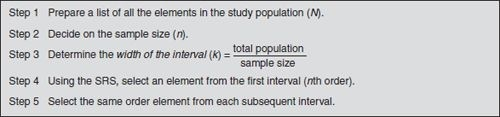 Step 1 Prepare a list of all the elements in the study population (N).
Step 2 Decide on the sample size (n).
Step 3 Determine the width of the interval (k) = total population / sample size
Step 4 Using the SRS, select an element from the first interval (nth order).
Step 5 Select the same order element from each subsequent interval.